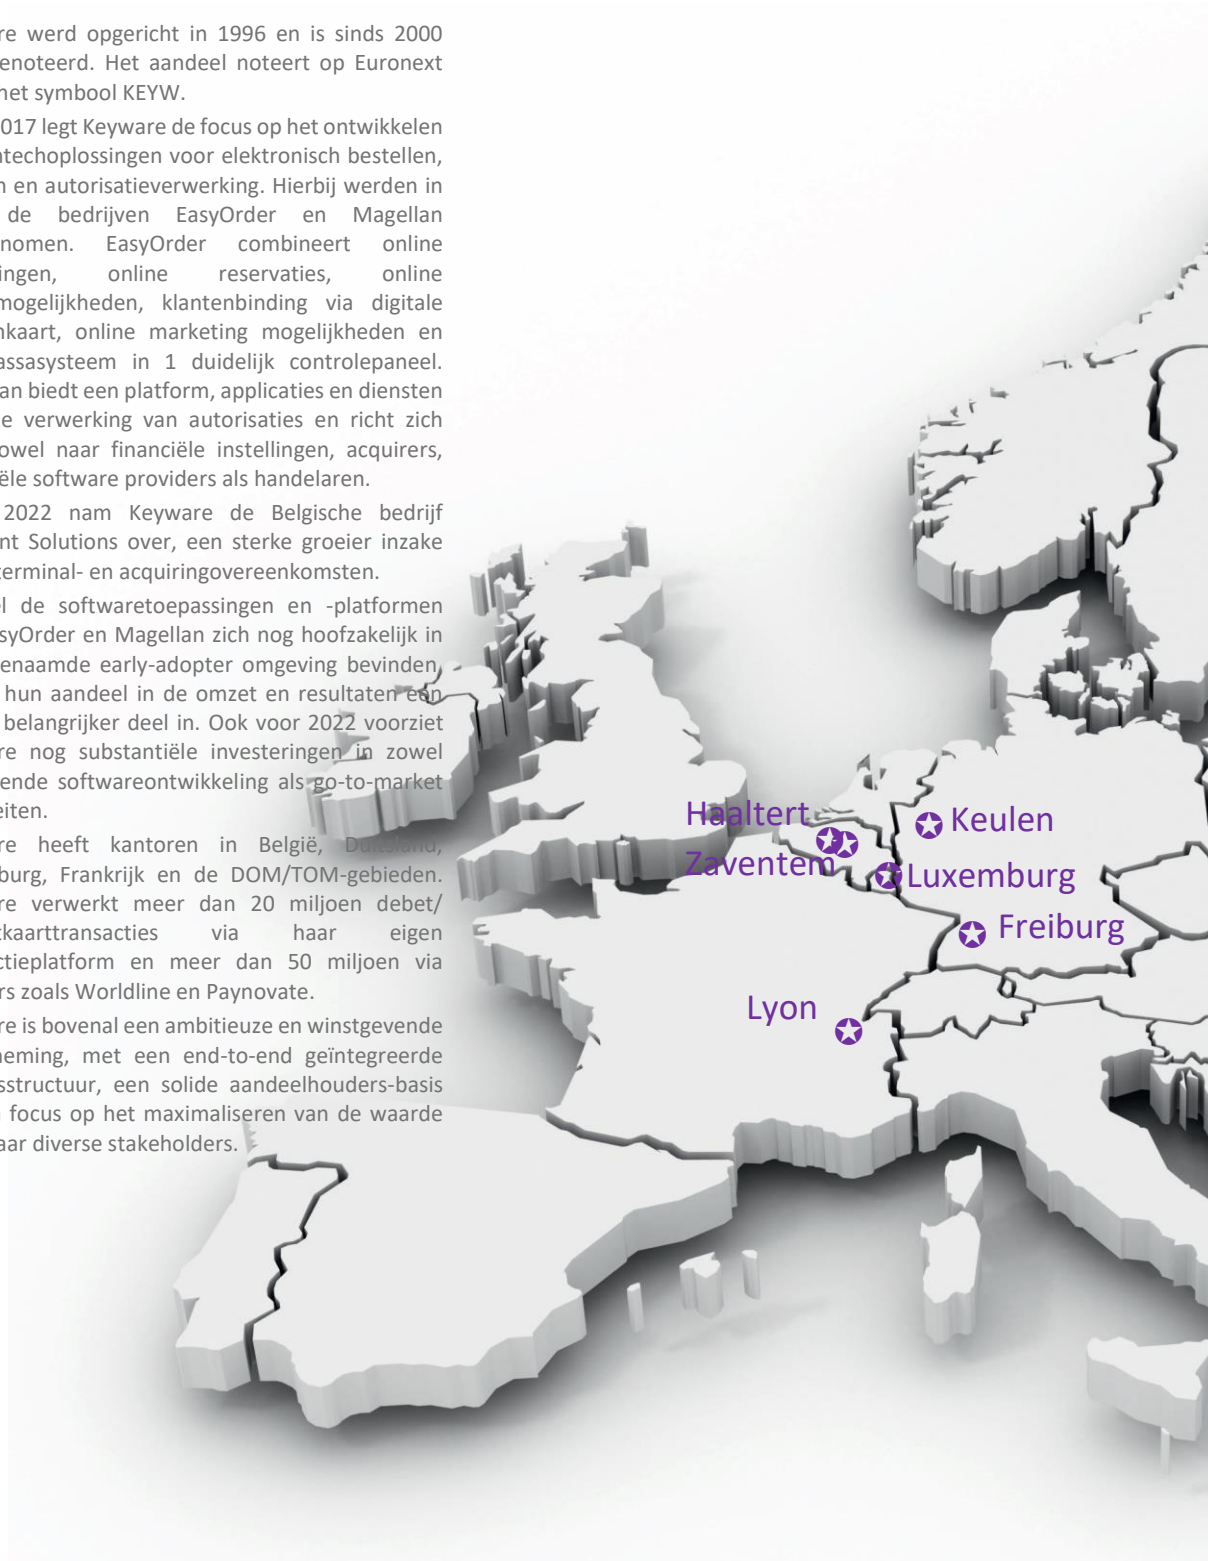 re werd opgericht in 1996 en is sinds 2000
enoteerd. Het aandeel noteert op Euronext
net symbool KEYW.
017 legt Keyware de focus op het ontwikkelen
ntechoplossingen voor elektronisch bestellen,
n en autorisatieverwerking. Hierbij werden in
de bedrijven EasyOrder en Magellan
nomen. EasyOrder combineert online
ingen, online reservaties, online
mogelijkheden, klantenbinding via digitale
nkaart, online marketing mogelijkheden en
assasysteem in 1 duidelijk controlepaneel.
an biedt een platform, applicaties en diensten
e verwerking van autorisaties en richt zich
owel naar financiële instellingen, acquirers,
ële software providers als handelaren.
2022 nam Keyware de Belgische bedrijf
nt Solutions over, een sterke groeier inzake
terminal- en acquiringovereenkomsten.
el de softwaretoepassingen en -platformen
syOrder en Magellan zich nog hoofzakelijk in
enaamde early-adopter omgeving bevinden,
hun aandeel in de omzet en resultaten een
belangrijker deel in. Ook voor 2022 voorziet
re nog substantiële investeringen in zowel
ende softwareontwikkeling als go-to-market
eiten.
re heeft kantoren in België, Duitsland,
burg, Frankrijk en de DOM/TOM-gebieden.
re verwerkt meer dan 20 miljoen debet/
tkaarttransacties via haar eigen
ctieplatform en meer dan 50 miljoen via
rs zoals Worldline en Paynovate.
re is bovenal een ambitieuze en winstgevende
neming, met een end-to-end geïntegreerde
sstructuur, een solide aandeelhouders-basis
n focus op het maximaliseren van de waarde
aar diverse stakeholders.
Haaltert
Keulen
Zaventem
Luxemburg
Freiburg
Lyon